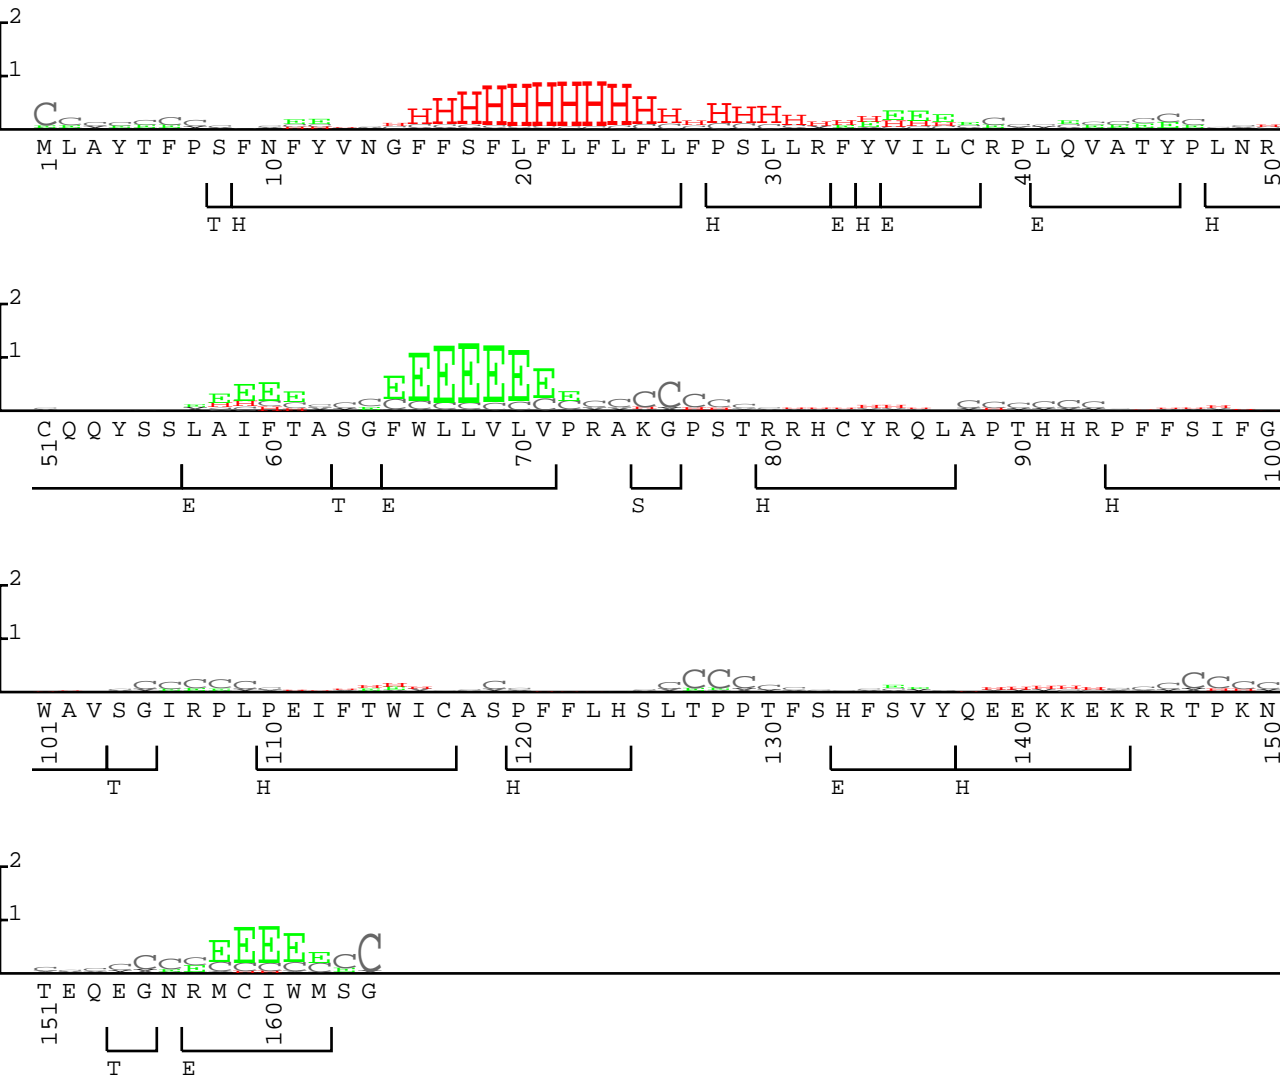 2
1
M L A Y T F P S F N F Y V N G F F S F L F L F L F L F P S L L R F Y V I L C R P L Q V A T Y P L N R
1 10 20 30 40 50
T H H E H E E H
2
1
C Q Q Y S S L A I F T A S G F W L L V L V P R A K G P S T R R H C Y R Q L A P T H H R P F F S I F G
51 60 70 80 90 100
E T E S H H
2
1
W A V S G I R P L P E I F T W I C A S P F F L H S L T P P T F S H F S V Y Q E E K K E K R R T P K N
101 110 120 130 140 150
T H H E H
2
1
T E Q E G N R M C I W M S G
151 160
T E